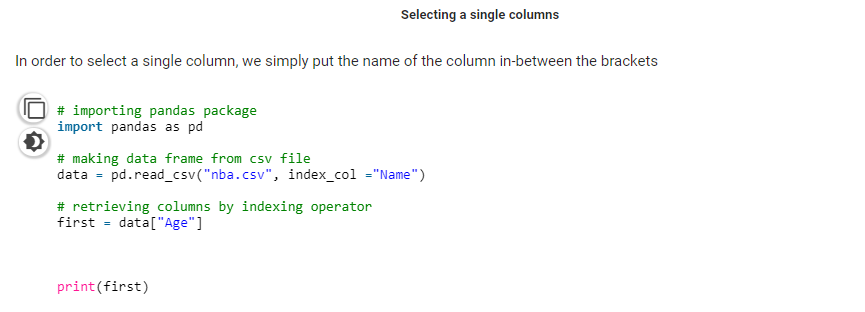 Selecting a single columns
In order to select a single column, we simply put the name of the column in-between the brackets
# importing pandas package
import pandas as pd
# making data frame from csv file
data = pd.read_csv("nba.csv", index_col ="Name")
# retrieving columns by indexing operator
first = data["Age"]
print(first)